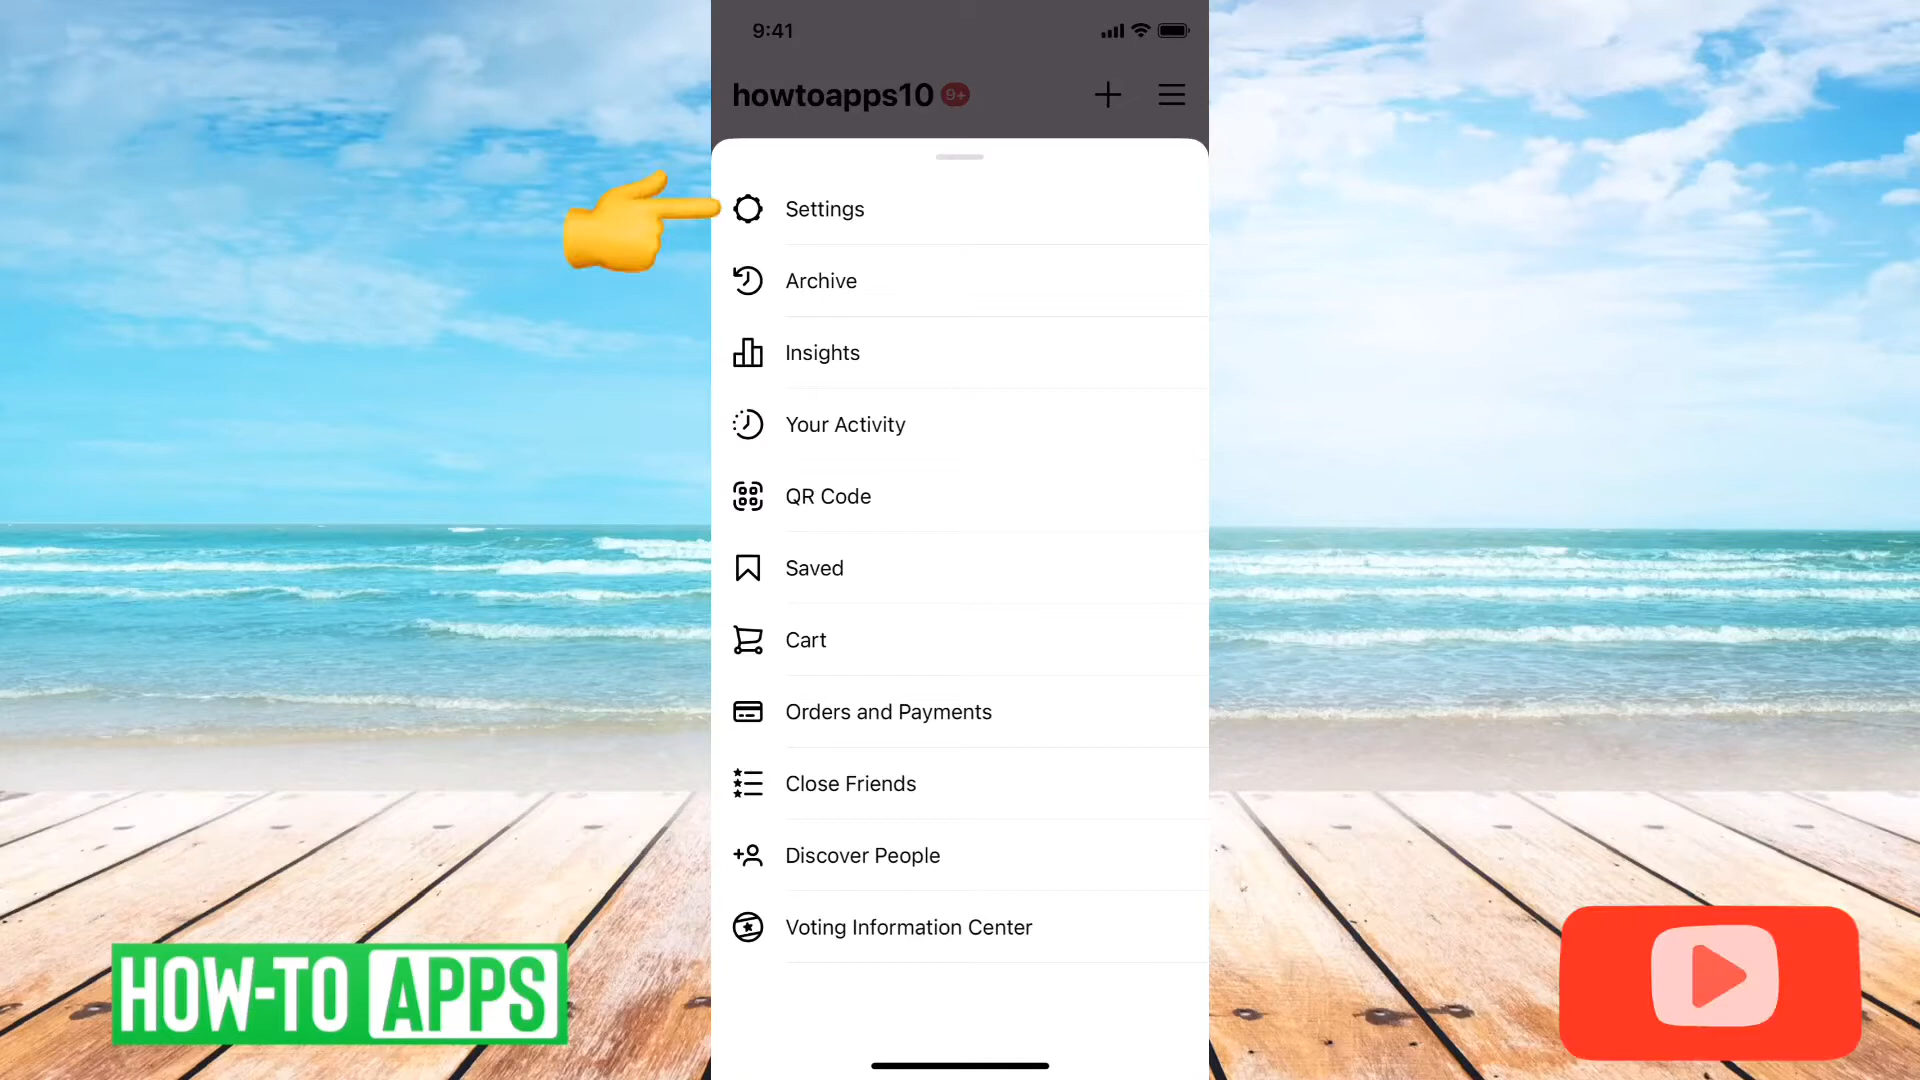 9:41
howtoapps10 9+
Settings
Archive
Insights
Your Activity
QR Code
Saved
Cart
Orders and Payments
Close Friends
Discover People
Voting Information Center
HOW-TO APPS